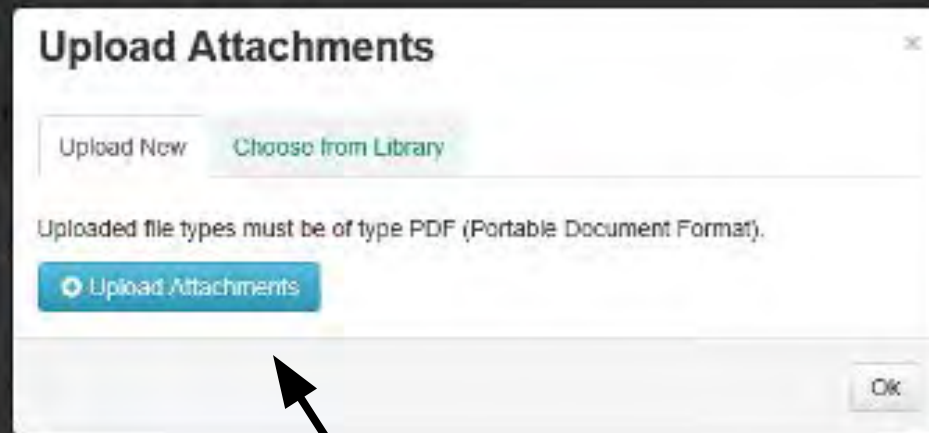 Upload Attachments
Upload New
Choose from Library
Uploaded file types must be of type PDF (Portable Document Format).
Upload Attachments
Ok